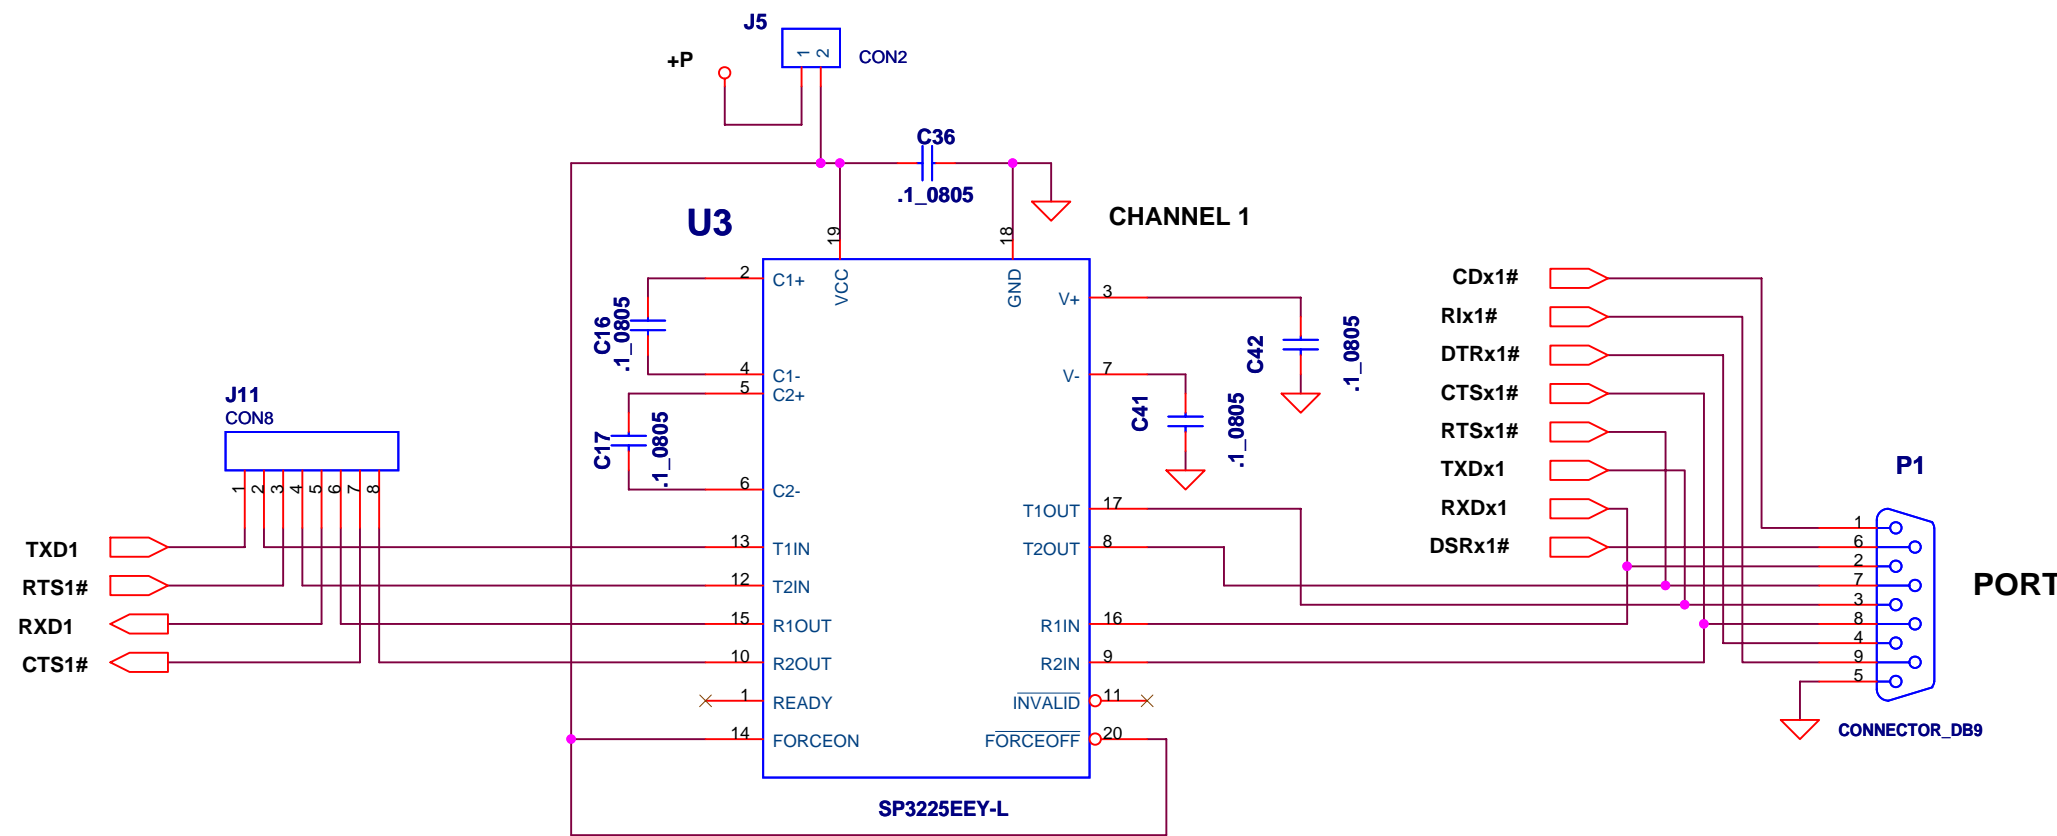 J5
1
2
CON2
+P
C36
.1_0805
U3
CHANNEL 1
19
VCC
18
GND
2
C1+
C16
.1_0805
4
C1-
5
C2+
C17
.1_0805
6
C2-
3
V+
C42
.1_0805
7
V-
C41
.1_0805
J11
CON8
1
2
3
4
5
6
7
8
TXD1
RTS1#
RXD1
CTS1#
13
T1IN
12
T2IN
15
R1OUT
10
R2OUT
1
READY
14
FORCEON
T1OUT
17
T2OUT
8
R1IN
16
R2IN
9
INVALID
11
FORCEOFF
20
SP3225EEY-L
CDx1#
RIx1#
DTRx1#
CTSx1#
RTSx1#
TXDx1
RXDx1
DSRx1#
P1
1
6
2
7
3
8
4
9
5
PORT
CONNECTOR_DB9